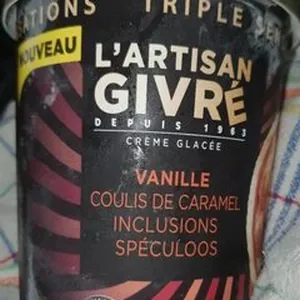 TRIPLE
NOUVEAU
L'ARTISAN
GIVRÉ
DEPUIS 1963
CRÈME GLACÉE
VANILLE
COULIS DE CARAMEL
INCLUSIONS
SPÉCULOOS